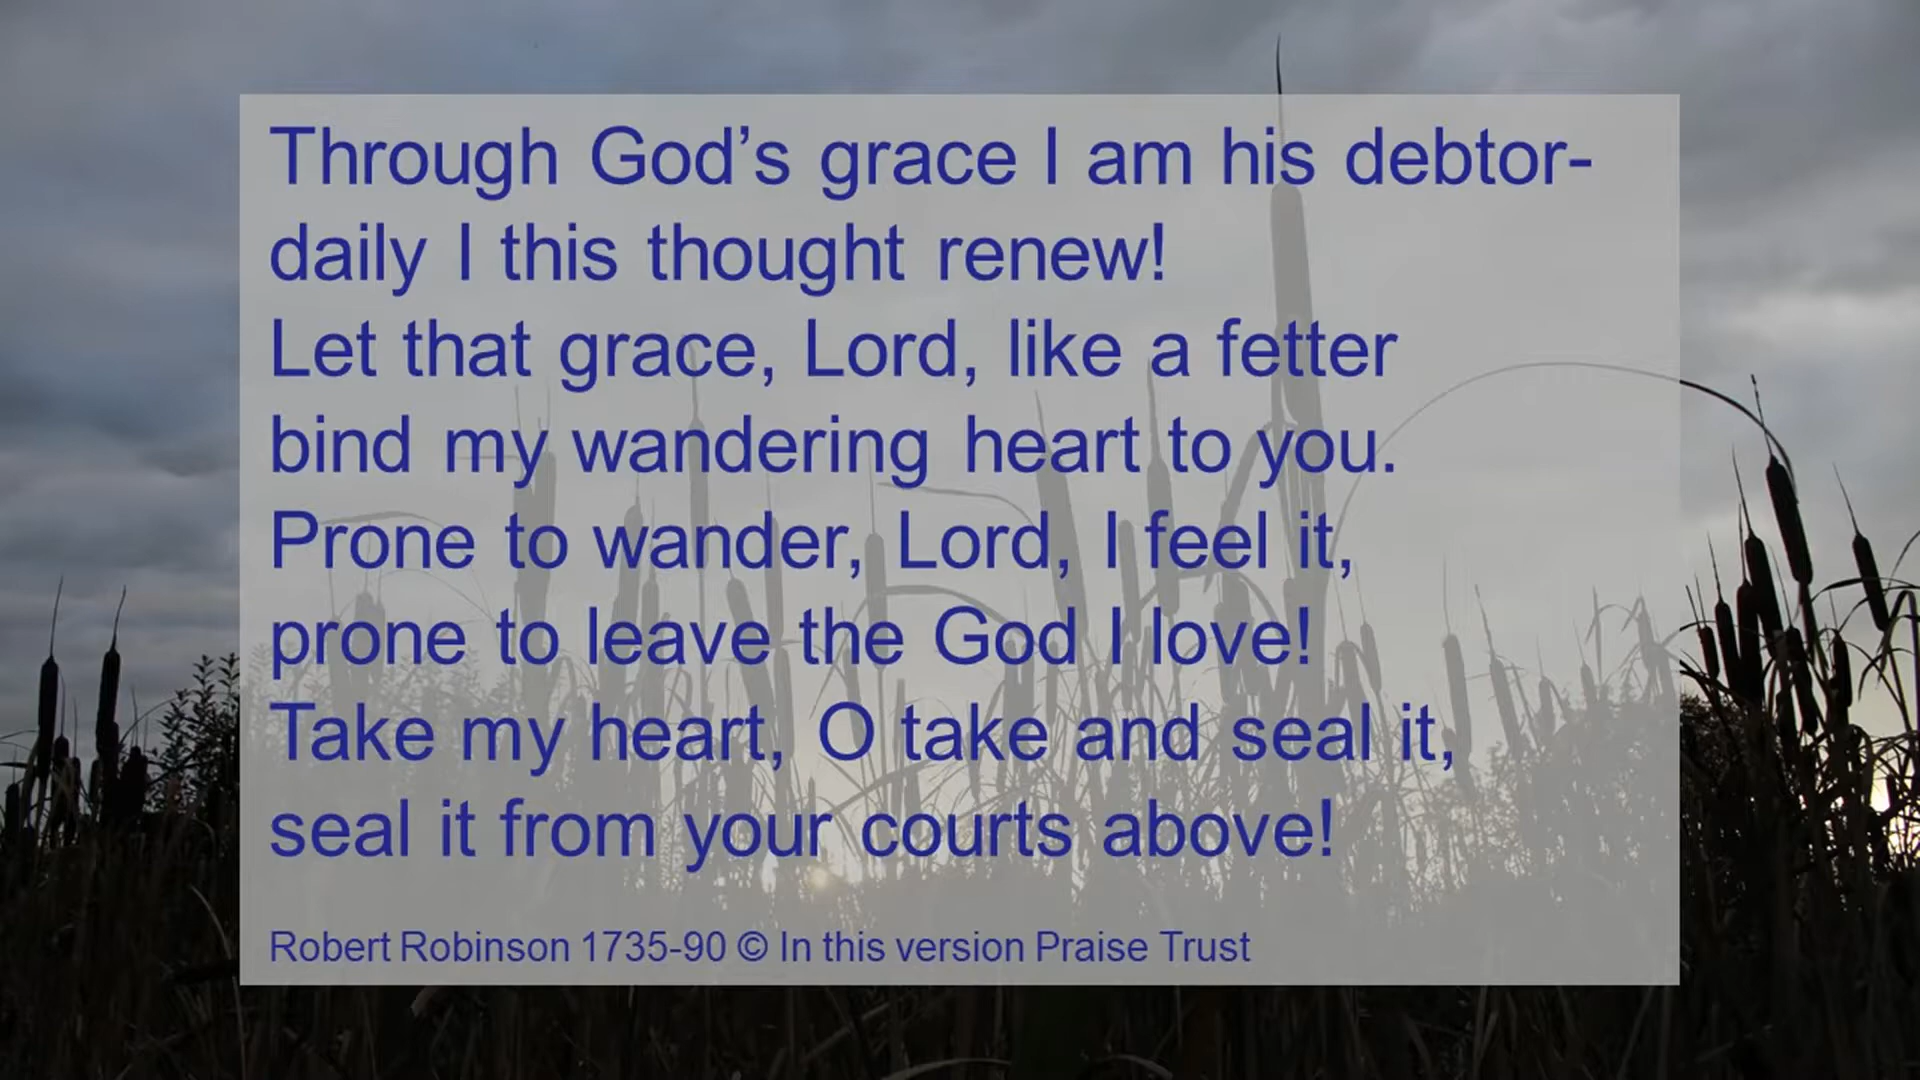 Through God’s grace I am his debtor-
daily I this thought renew!
Let that grace, Lord, like a fetter
bind my wandering heart to you.
Prone to wander, Lord, I feel it,
prone to leave the God I love!
Take my heart, O take and seal it,
seal it from your courts above!
Robert Robinson 1735-90 © In this version Praise Trust